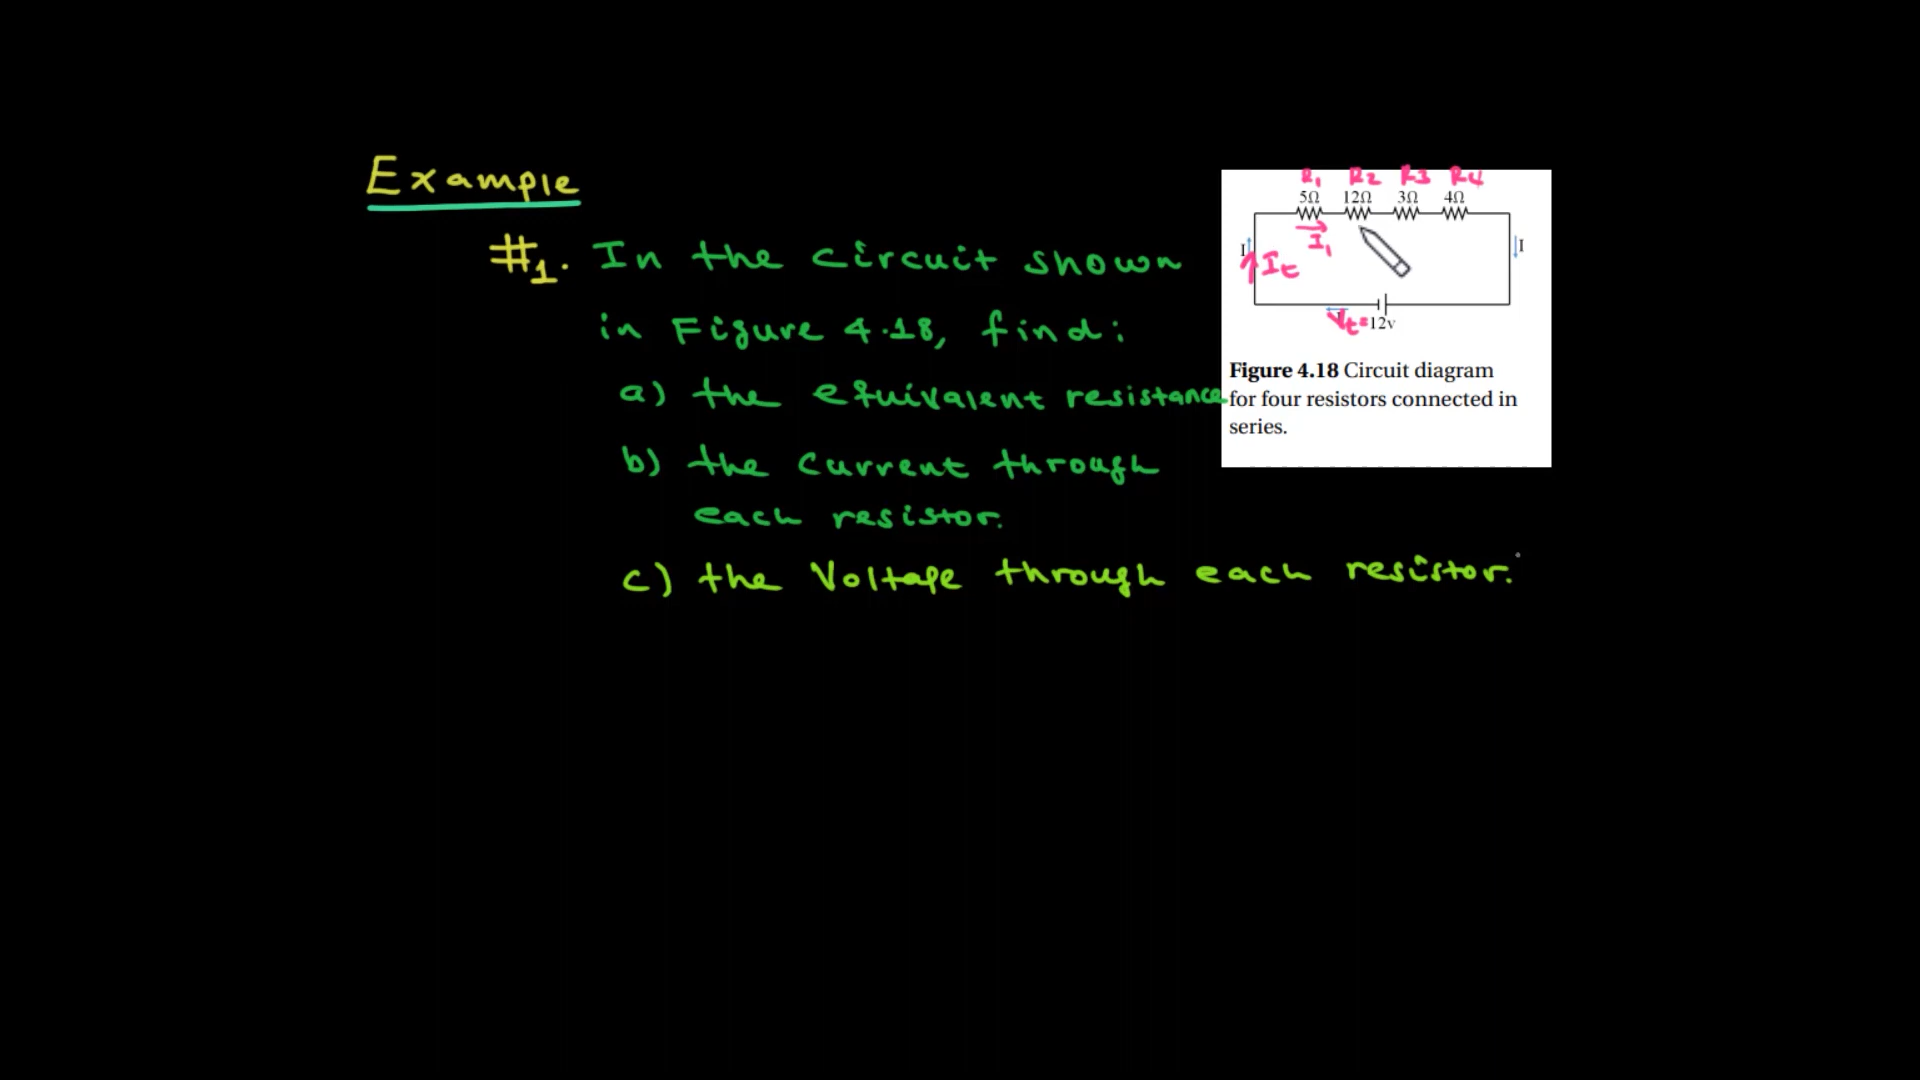 Example
#1. In the circuit shown
in Figure 4.18, find:
a) the equivalent resistance
b) the current through
each resistor.
c) the Voltage through each resistor.
R1 R2 R3 R4
5Ω 12Ω 3Ω 4Ω
I1
I I
It
Vt=12v
Figure 4.18 Circuit diagram
for four resistors connected in
series.